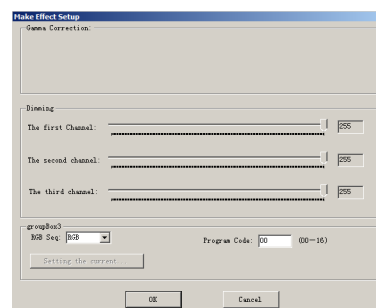 Make Effect Setup
Gamma Correction:
Dimming
The first Channel: 255
The second channel: 255
The third channel: 255
groupBox3
RGB Seq: RGB Program Code: 00 (00-16)
Setting the current...
OK Cancel